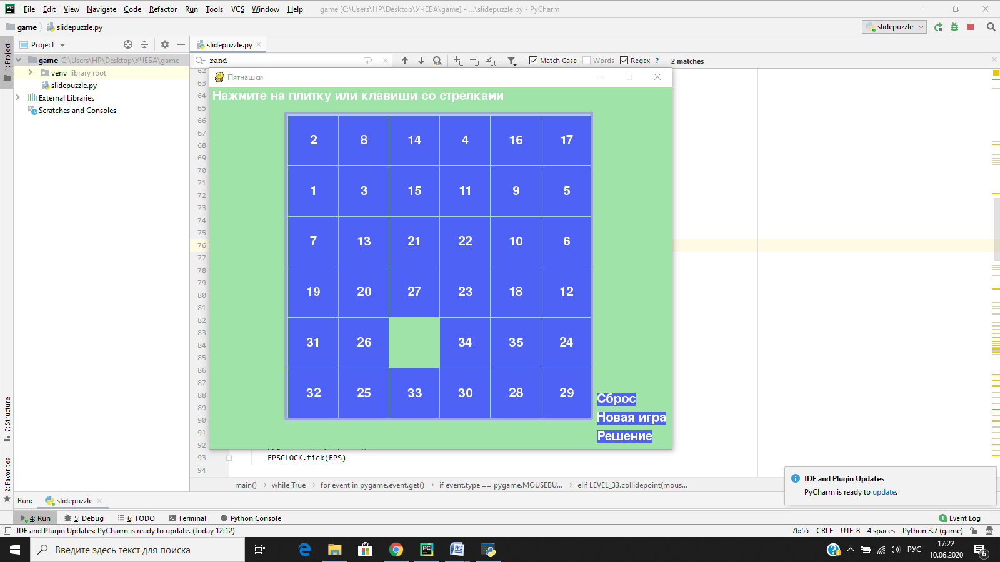 File Edit View Navigate Code Refactor Run Tools VCS Window Help game [C:\Users\HP\Desktop\УЧЕБА\game] - ...\slidepuzzle.py - PyCharm
game slidepuzzle.py slidepuzzle
1: Project
Project slidepuzzle.py
game C:\Users\HP\Desktop\УЧЕБА\game
rand Match Case Words Regex ? 2 matches
venv library root
slidepuzzle.py
External Libraries
Scratches and Consoles
62
63
64
65
66
67
68
69
70
71
72
73
74
75
76
77
78
79
80
81
82
83
84
85
86
87
88
89
90
91
92
93
94
Пятнашки
Нажмите на плитку или клавиши со стрелками
2 8 14 4 16 17
1 3 15 11 9 5
7 13 21 22 10 6
19 20 27 23 18 12
31 26 34 35 24
32 25 33 30 28 29
Сброс
Новая игра
Решение
FPSCLOCK.tick(FPS)
main() while True for event in pygame.event.get() if event.type == pygame.MOUSEBU... elif LEVEL_33.collidepoint(mous...
7: Structure
2: Favorites
IDE and Plugin Updates
PyCharm is ready to update.
Run: slidepuzzle
4: Run 5: Debug 6: TODO Terminal Python Console 1 Event Log
IDE and Plugin Updates: PyCharm is ready to update. (today 12:12) 76:55 CRLF UTF-8 4 spaces Python 3.7 (game)
Введите здесь текст для поиска
РУС
17:22
10.06.2020
6